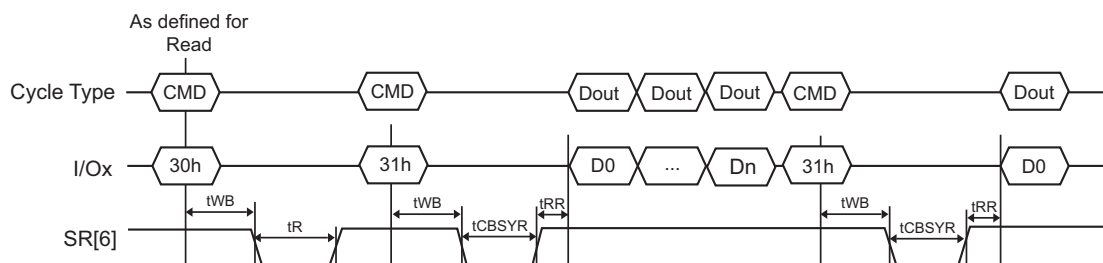 As defined for
Read
Cycle Type CMD CMD Dout Dout Dout CMD Dout
I/Ox 30h 31h D0 ... Dn 31h D0
tWB tWB tRR tWB tRR
tR tCBSYR tCBSYR
SR[6]